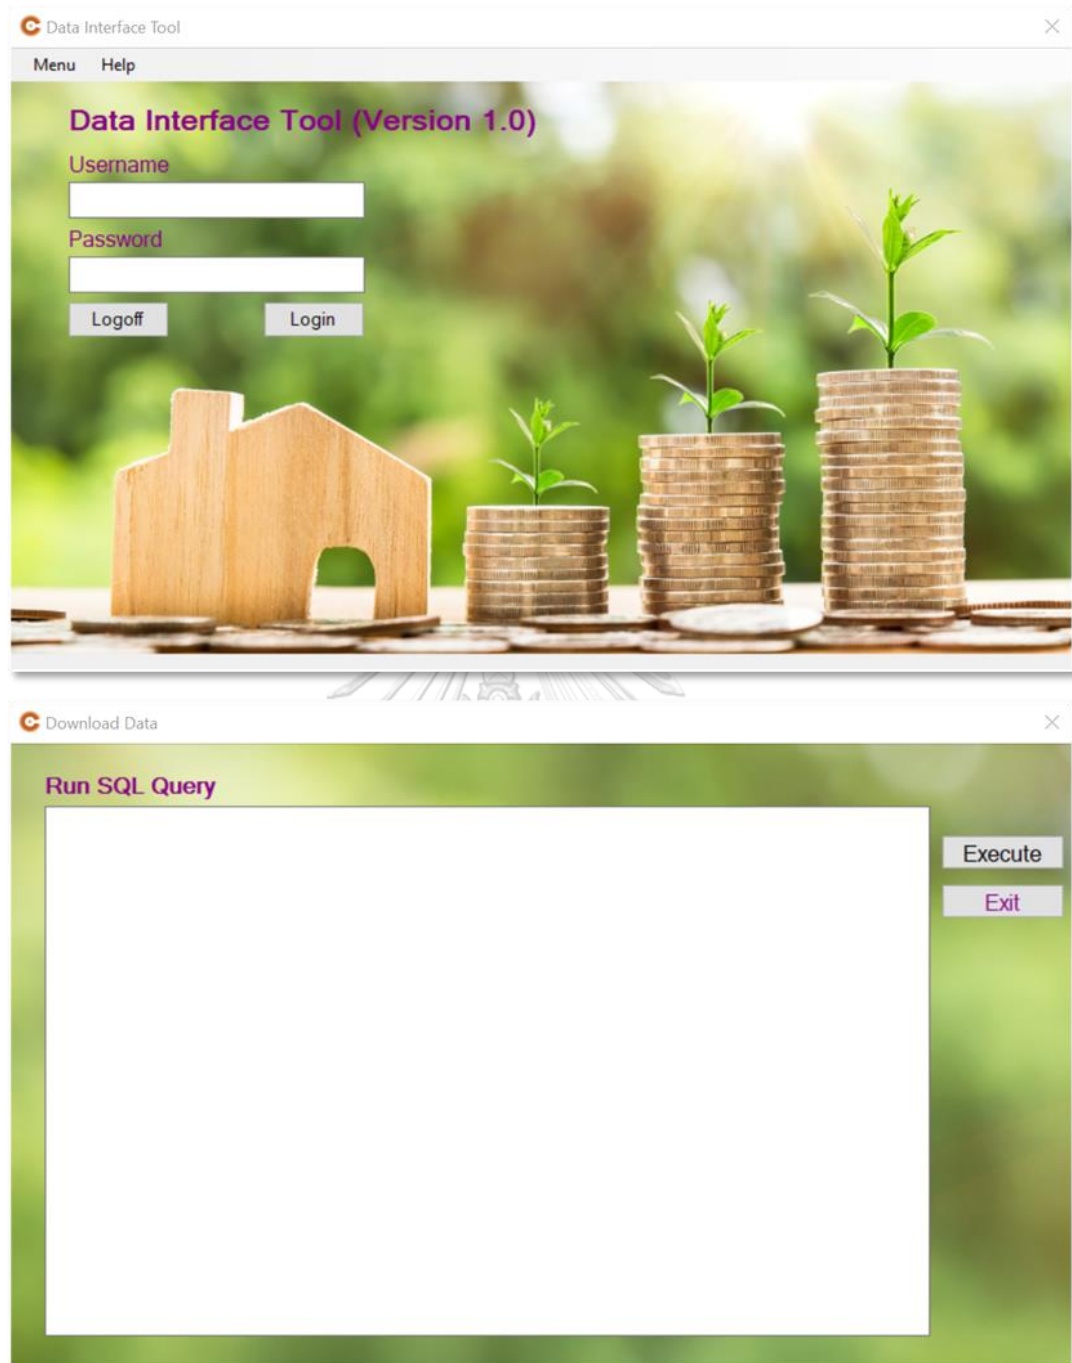 Data Interface Tool
Menu Help
Data Interface Tool (Version 1.0)
Username
Password
Logoff Login
Download Data
Run SQL Query
Execute
Exit